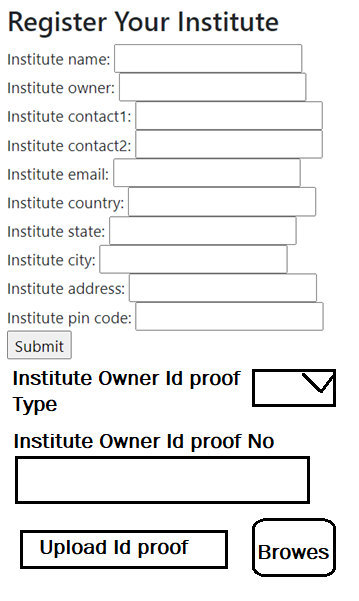 Register Your Institute
Institute name:
Institute owner:
Institute contact1:
Institute contact2:
Institute email:
Institute country:
Institute state:
Institute city:
Institute address:
Institute pin code:
Submit
Institute Owner Id proof
Type
Institute Owner Id proof No
Upload Id proof
Browes